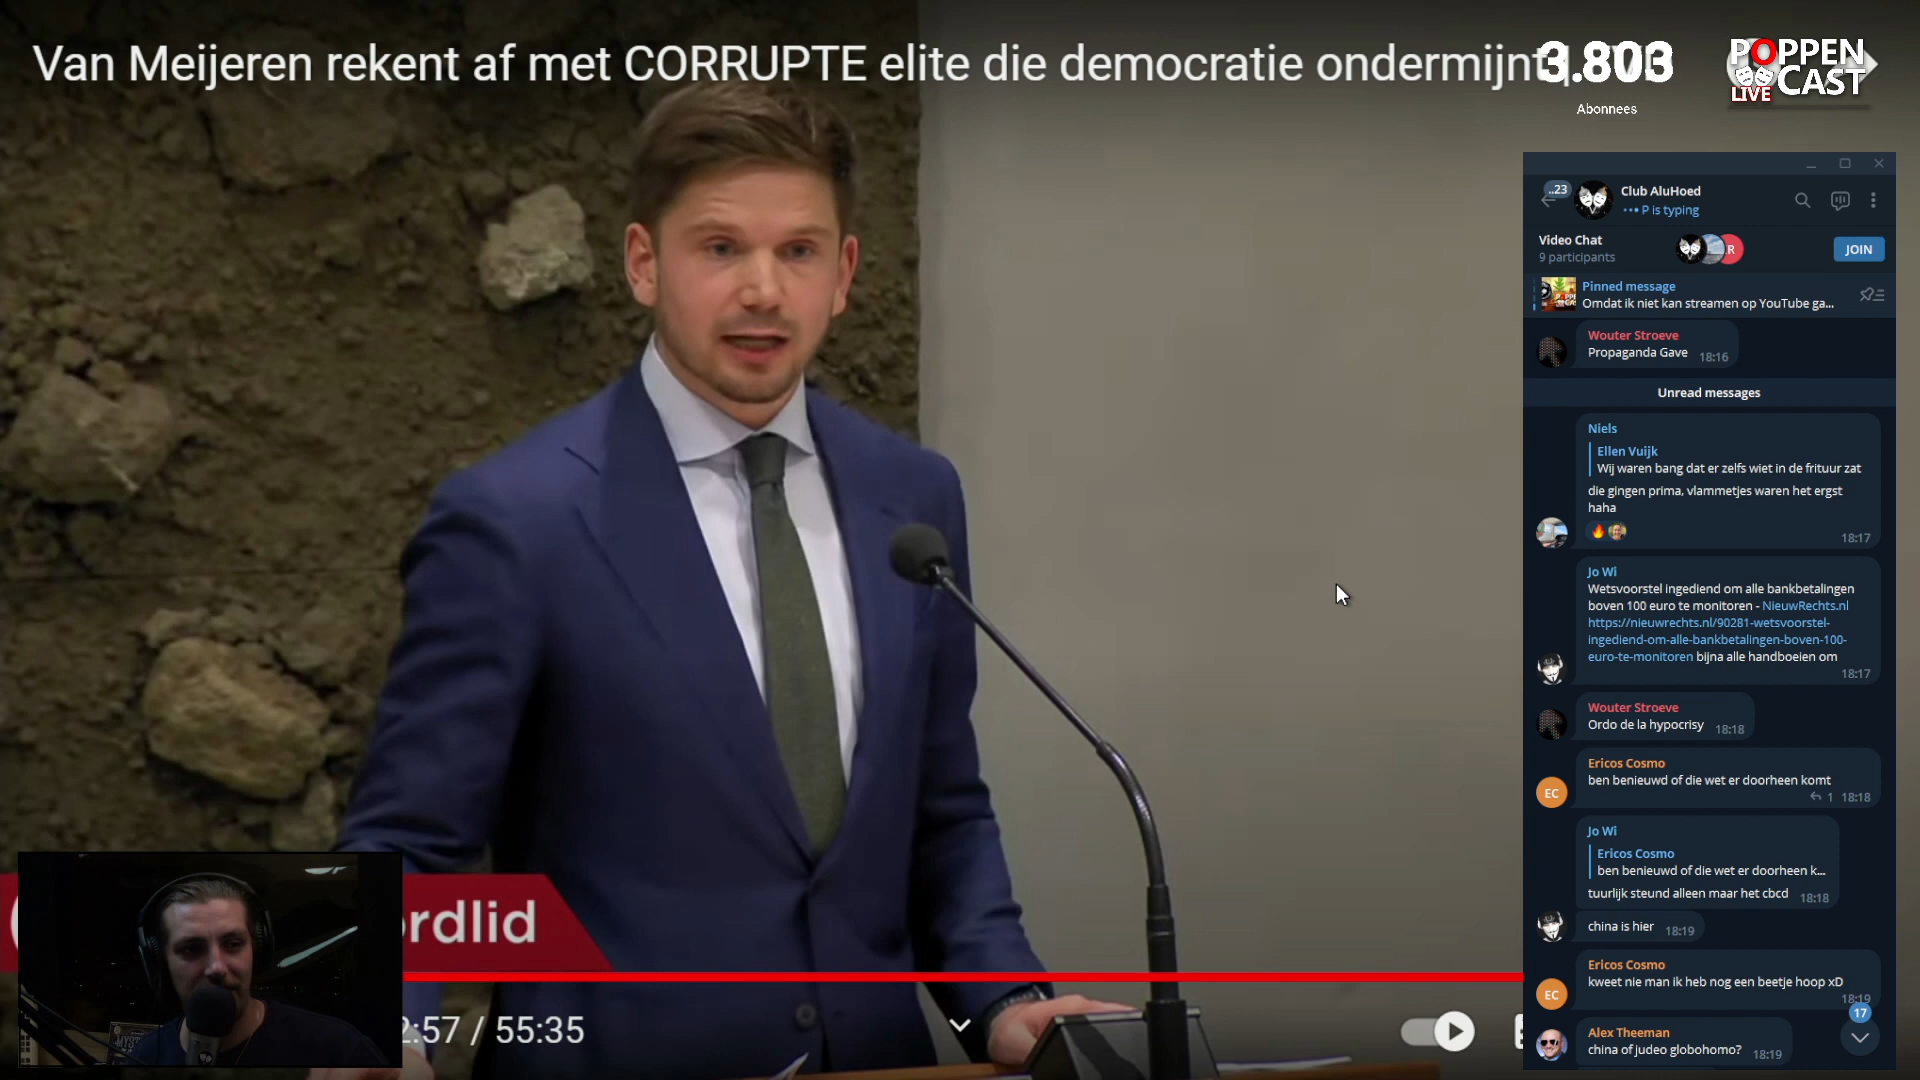 Van Meijeren rekent af met CORRUPTE elite die democratie ondermijnt
3.803
Abonnees
POPPEN
CAST
LIVE
..23
Club AluHoed
P is typing
Video Chat
9 participants
R
JOIN
Pinned message
Omdat ik niet kan streamen op YouTube ga...
Wouter Stroeve
Propaganda Gave 18:16
Unread messages
Niels
Ellen Vuijk
Wij waren bang dat er zelfs wiet in de frituur zat
die gingen prima, vlammetjes waren het ergst
haha
18:17
Jo Wi
Wetsvoorstel ingediend om alle bankbetalingen
boven 100 euro te monitoren - NieuwRechts.nl
https://nieuwrechts.nl/90281-wetsvoorstel-
ingediend-om-alle-bankbetalingen-boven-100-
euro-te-monitoren bijna alle handboeien om
18:17
Wouter Stroeve
Ordo de la hypocrisy 18:18
Ericos Cosmo
ben benieuwd of die wet er doorheen komt
EC
1 18:18
Jo Wi
Ericos Cosmo
ben benieuwd of die wet er doorheen k...
tuurlijk steund alleen maar het cbcd 18:18
china is hier 18:19
Ericos Cosmo
kweet nie man ik heb nog een beetje hoop xD
EC
18:19
17
Alex Theeman
china of judeo globohomo? 18:19
rdlid
2:57 / 55:35